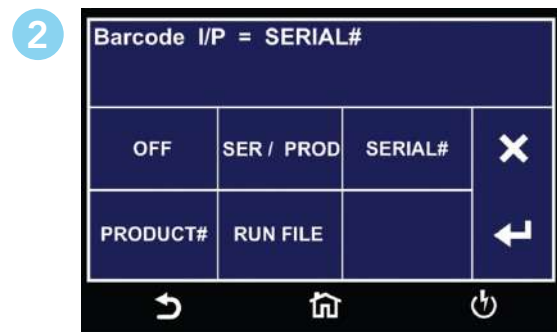 2
Barcode I/P = SERIAL#
OFF SER / PROD SERIAL#
PRODUCT# RUN FILE